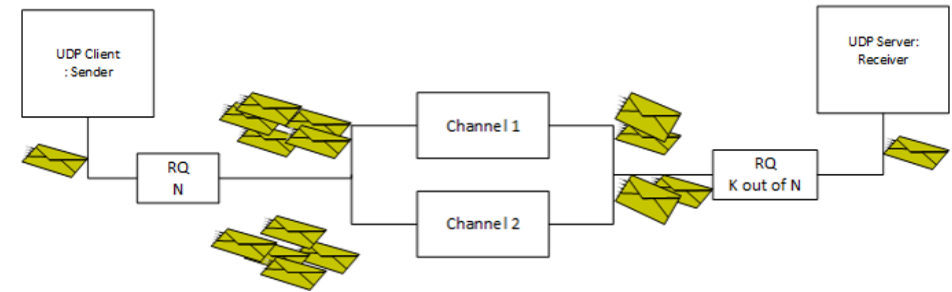 UDP Client
: Sender
UDP Server:
Receiver
Channel 1
RQ
N
RQ
K out of N
Channel 2